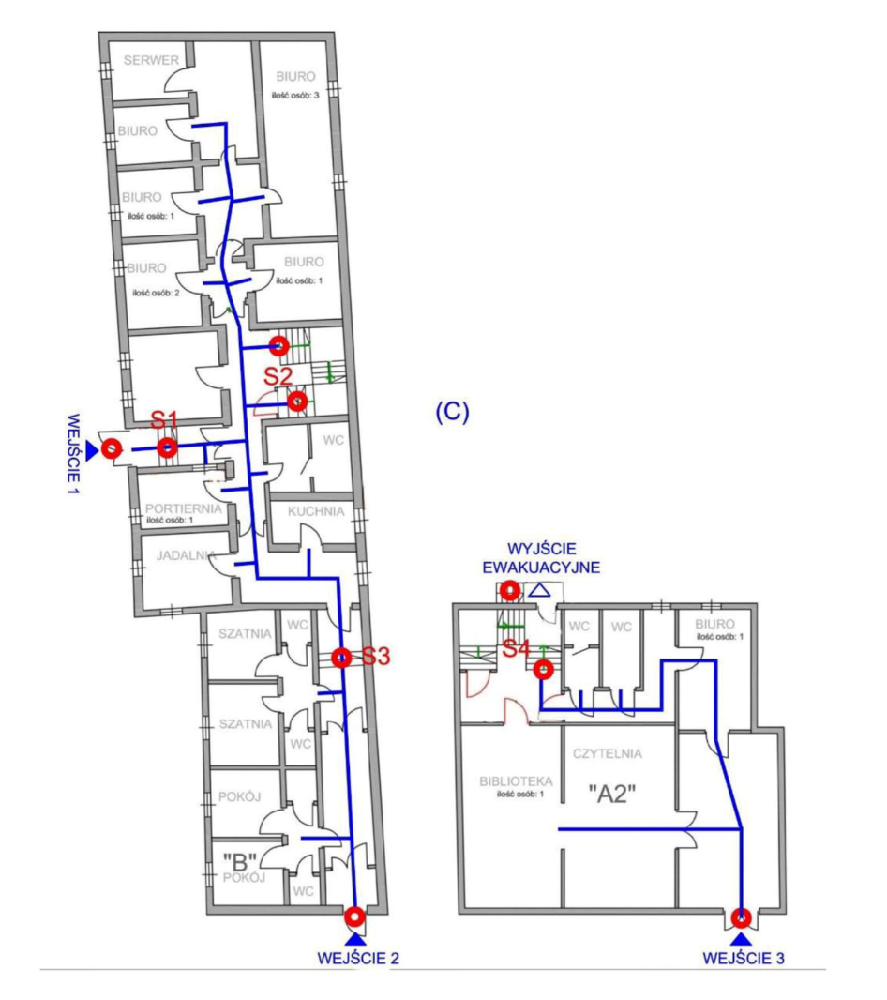 SERWER
BIURO
ilość osób: 3
BIURO
BIURO
ilość osób: 1
BIURO
ilość osób: 2
BIURO
ilość osób: 1
S2
S1
WEJŚCIE 1
WC
(C)
PORTIERNIA
ilość osób: 1
KUCHNIA
JADALNIA
WYJŚCIE
EWAKUACYJNE
SZATNIA
WC
S3
SZATNIA
WC
POKÓJ
"B"
POKÓJ
WC
WEJŚCIE 2
S4
WC
WC
BIURO
ilość osób: 1
CZYTELNIA
"A2"
BIBLIOTEKA
ilość osób: 1
WEJŚCIE 3